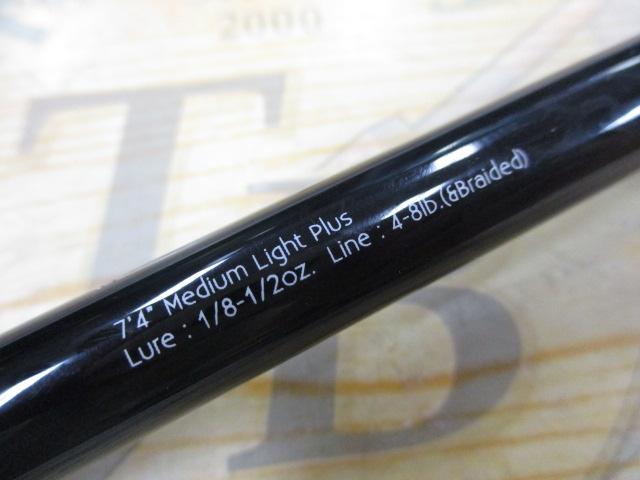 2000
T B
7'4" Medium Light Plus
Lure : 1/8-1/2oz. Line : 4-8lb.(&Braided)